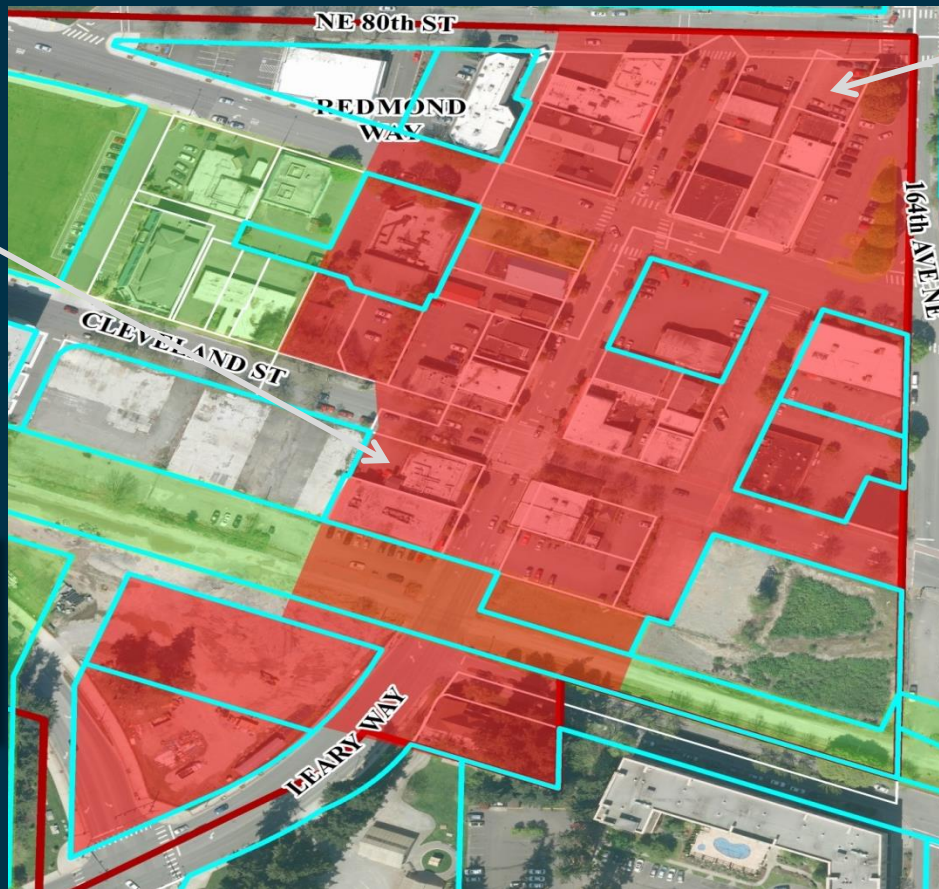 NE 80th ST
REDMOND
WAY
164th AVE NE
CLEVELAND ST
LEARY WAY